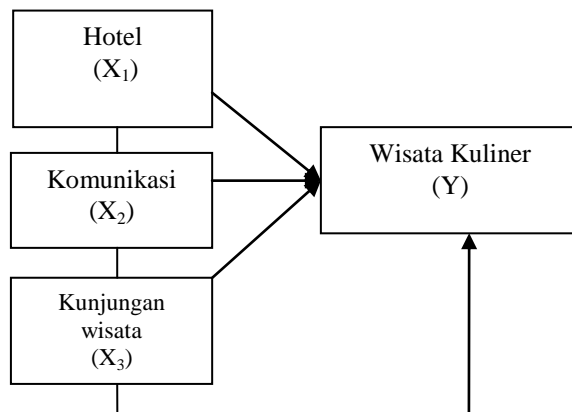 Hotel
(X₁)
Komunikasi
(X₂)
Kunjungan
wisata
(X₃)
Wisata Kuliner
(Y)